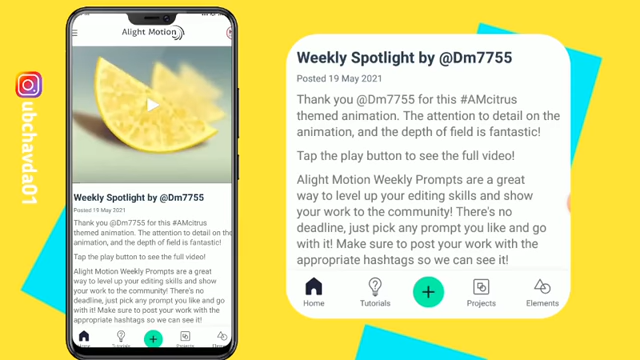 ubchavda01
Alight Motion
Weekly Spotlight by @Dm7755
Posted 19 May 2021
Thank you @Dm7755 for this #AMcitrus
themed animation. The attention to detail on the
animation, and the depth of field is fantastic!
Tap the play button to see the full video!
Alight Motion Weekly Prompts are a great
way to level up your editing skills and show
your work to the community! There's no
deadline, just pick any prompt you like and go
with it! Make sure to post your work with the
appropriate hashtags so we can see it!
Home Tutorials Projects Elements
Weekly Spotlight by @Dm7755
Posted 19 May 2021
Thank you @Dm7755 for this #AMcitrus
themed animation. The attention to detail on the
animation, and the depth of field is fantastic!
Tap the play button to see the full video!
Alight Motion Weekly Prompts are a great
way to level up your editing skills and show
your work to the community! There's no
deadline, just pick any prompt you like and go
with it! Make sure to post your work with the
appropriate hashtags so we can see it!
Home Tutorials Projects Elements